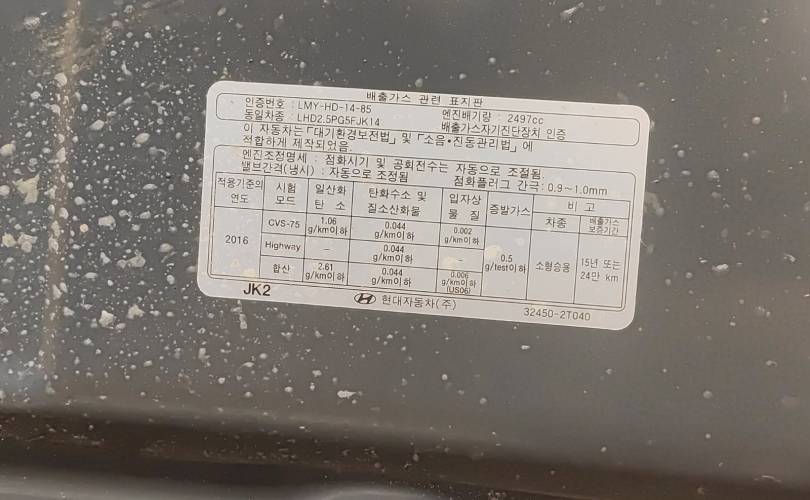 배출가스 관련 표지판
인증번호 : LMY-HD-14-85 엔진배기량 : 2497cc
동일차종 : LHD2.5PG5FJK14 배출가스자기진단장치 인증
이 자동차는「대기환경보전법」및「소음•진동관리법」에
적합하게 제작되었음.
엔진조정명세 : 점화시기 및 공회전수는 자동으로 조절됨.
밸브간격(냉시) : 자동으로 조정됨 점화플러그 간극: 0.9~1.0mm
적용기준의 연도 시험 모드 일산화 탄 소 탄화수소 및 질소산화물 입자상 물 질 증발가스 비 고
차종 배출가스 보증기간
2016 CVS-75 1.06 g/km이하 0.044 g/km이하 0.002 g/km이하 0.5 g/test이하 소형승용 15년 또는 24만 km
Highway – 0.044 g/km이하 –
합산 2.61 g/km이하 0.044 g/km이하 0.006 g/km이하 (US06)
JK2 현대자동차(주) 32450-2T040